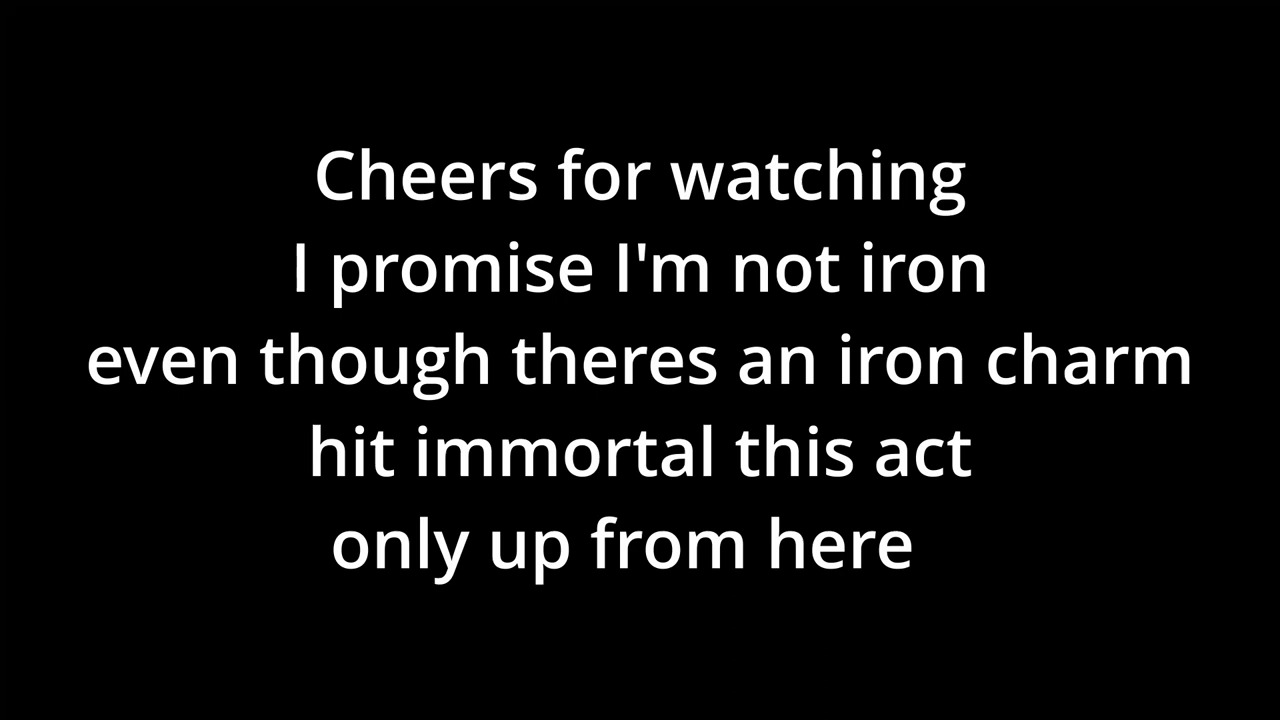 Cheers for watching
I promise I'm not iron
even though theres an iron charm
hit immortal this act
only up from here